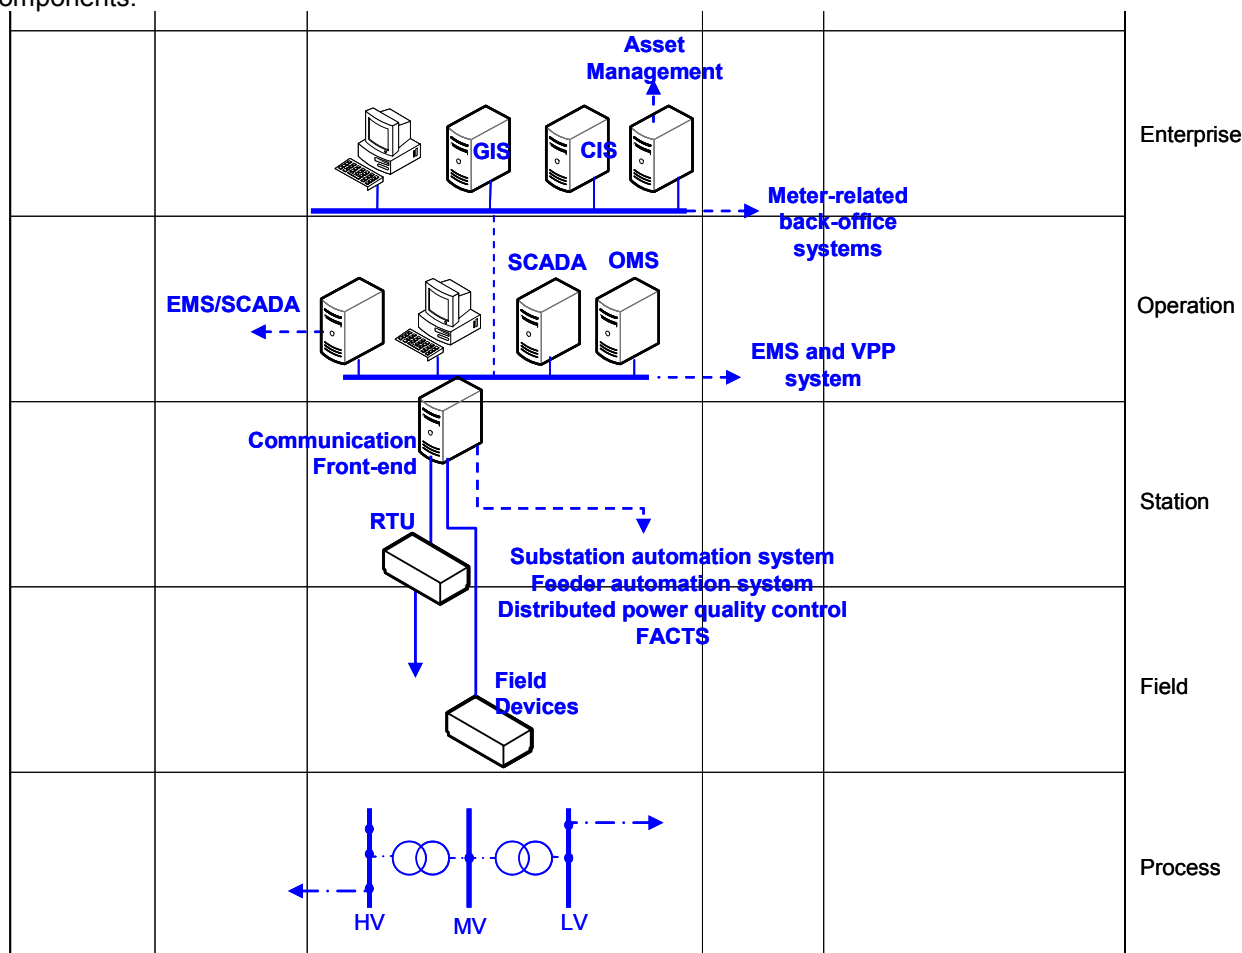 omponents:
Asset
Management
GIS
CIS
Enterprise
Meter-related
back-office
systems
SCADA
OMS
EMS/SCADA
Operation
EMS and VPP
system
Communication
Front-end
RTU
Station
Substation automation system
Feeder automation system
Distributed power quality control
FACTS
Field
Devices
Field
Process
HV
MV
LV